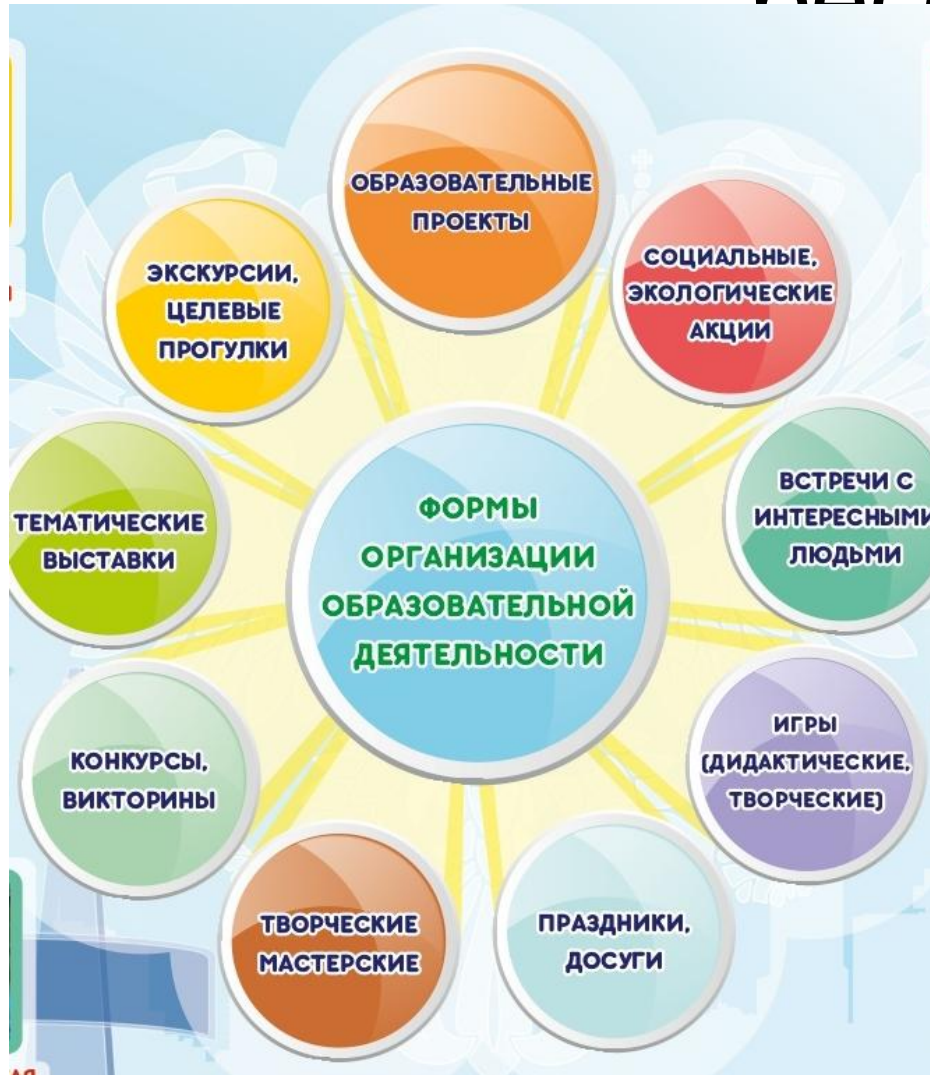 ОБРАЗОВАТЕЛЬНЫЕ
ПРОЕКТЫ
СОЦИАЛЬНЫЕ,
ЭКОЛОГИЧЕСКИЕ
АКЦИИ
ЭКСКУРСИИ,
ЦЕЛЕВЫЕ
ПРОГУЛКИ
ВСТРЕЧИ С
ИНТЕРЕСНЫМИ
ЛЮДЬМИ
ТЕМАТИЧЕСКИЕ
ВЫСТАВКИ
ФОРМЫ
ОРГАНИЗАЦИИ
ОБРАЗОВАТЕЛЬНОЙ
ДЕЯТЕЛЬНОСТИ
ИГРЫ
(ДИДАКТИЧЕСКИЕ,
ТВОРЧЕСКИЕ)
КОНКУРСЫ,
ВИКТОРИНЫ
ТВОРЧЕСКИЕ
МАСТЕРСКИЕ
ПРАЗДНИКИ,
ДОСУГИ